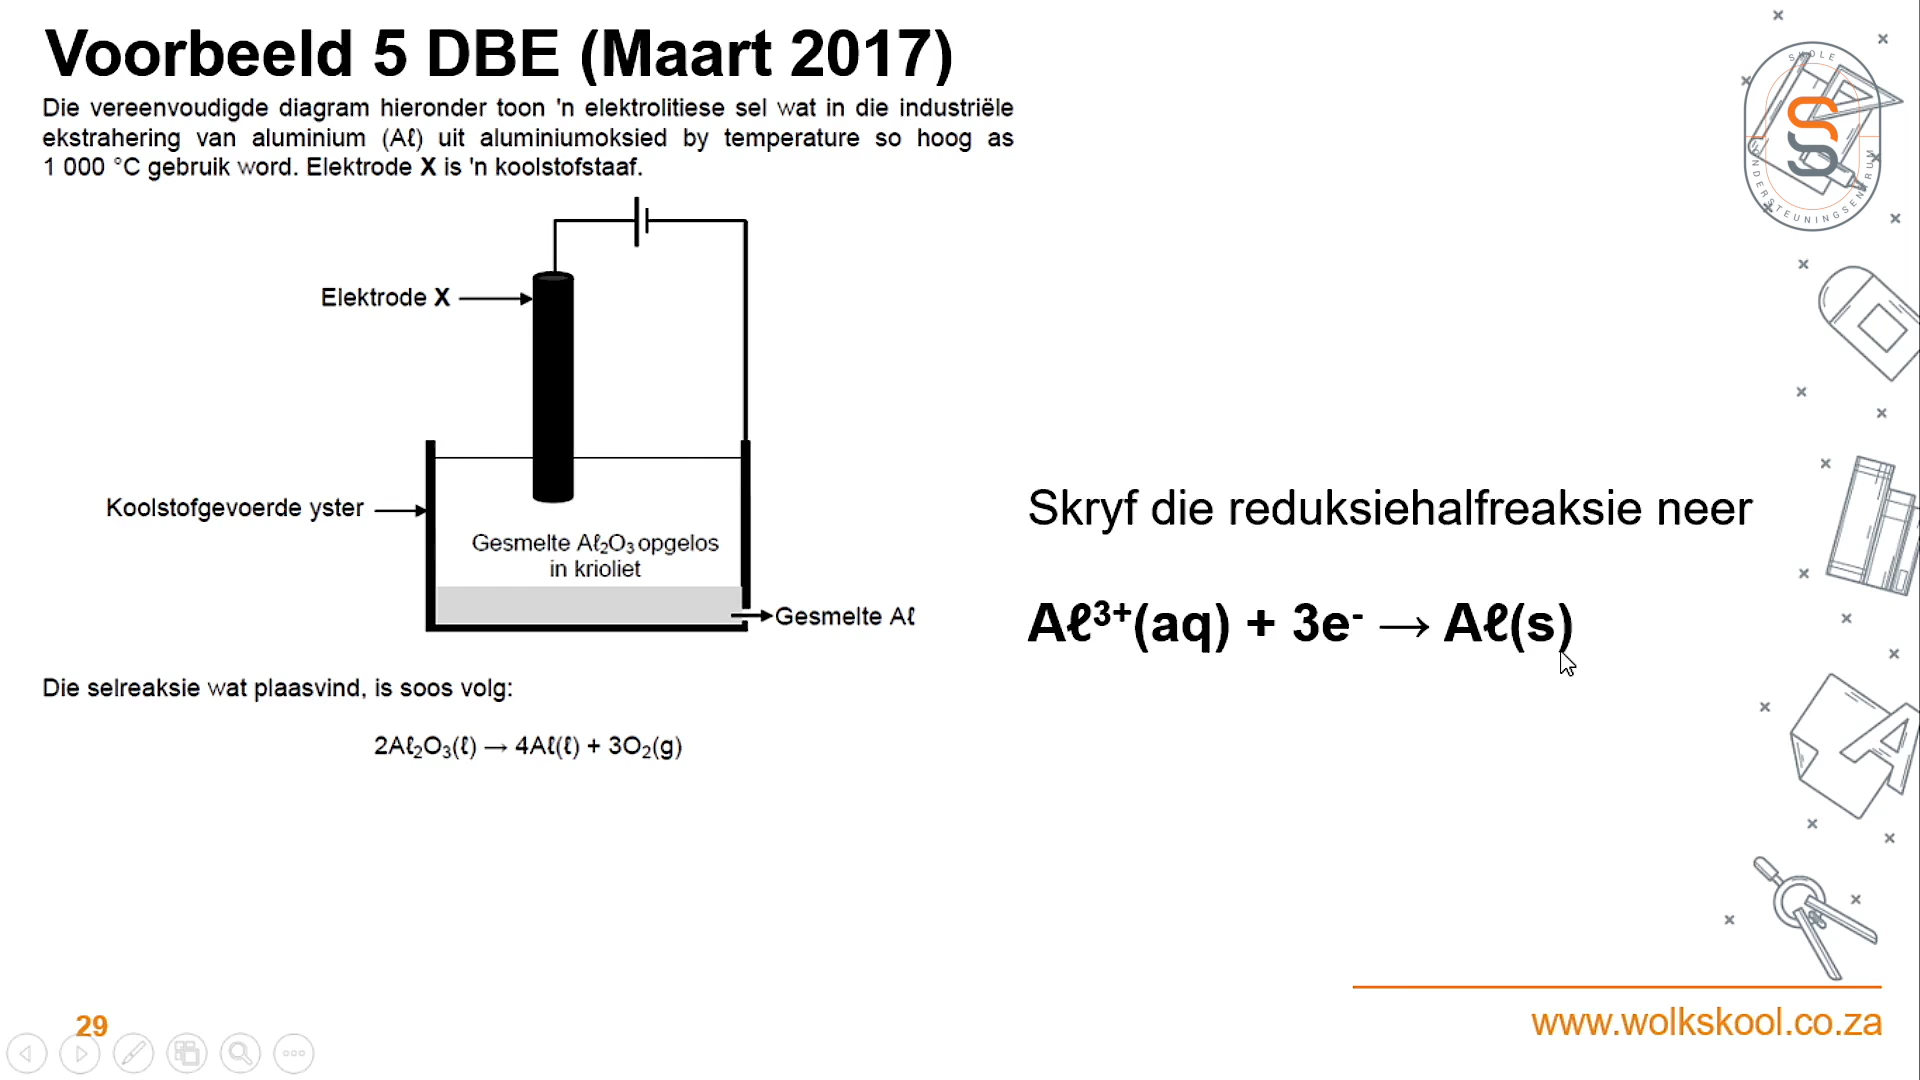 Voorbeeld 5 DBE (Maart 2017)
Die vereenvoudigde diagram hieronder toon 'n elektrolitiese sel wat in die industriële
ekstrahering van aluminium (Aℓ) uit aluminiumoksied by temperature so hoog as
1 000 °C gebruik word. Elektrode X is 'n koolstofstaaf.
Elektrode X
Koolstofgevoerde yster
Gesmelte Aℓ₂O₃ opgelos
in krioliet
Gesmelte Aℓ
Die selreaksie wat plaasvind, is soos volg:
2Aℓ₂O₃(ℓ) → 4Aℓ(ℓ) + 3O₂(g)
Skryf die reduksiehalfreaksie neer
Aℓ³⁺(aq) + 3e⁻ → Aℓ(s)
SKOLE
ONDERSTEUNINGSENTRUM
29
www.wolkskool.co.za